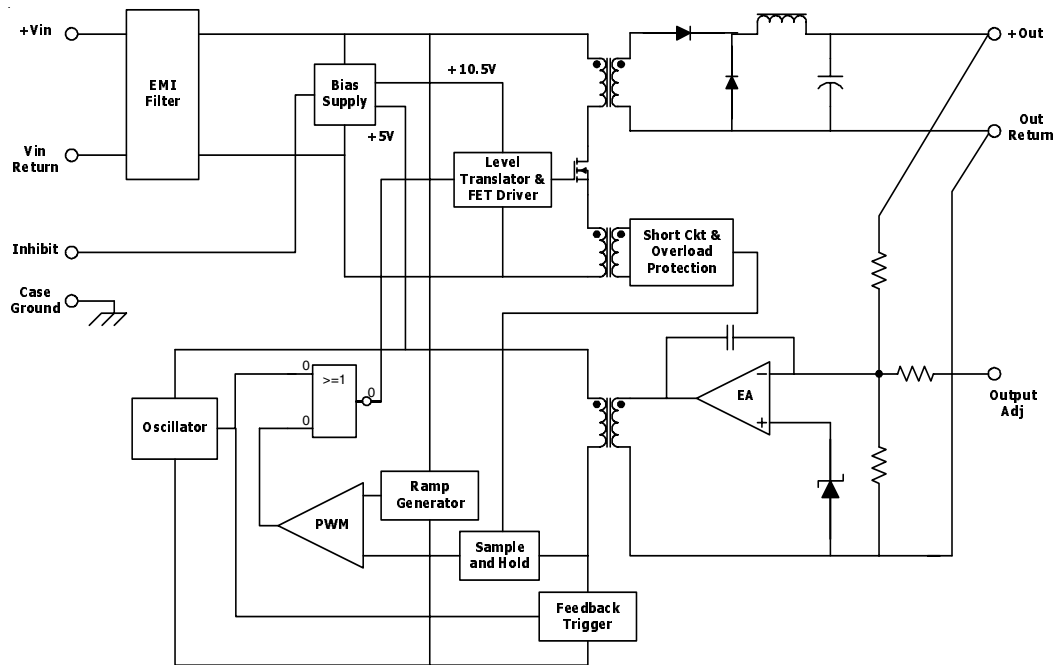 +Vin
EMI
Filter
Bias
Supply
+10.5V
+5V
+Out
Out
Return
Vin
Return
Level
Translator &
FET Driver
Inhibit
Short Ckt &
Overload
Protection
Case
Ground
0
>=1
0
0
EA
Output
Adj
Oscillator
Ramp
Generator
PWM
Sample
and Hold
Feedback
Trigger